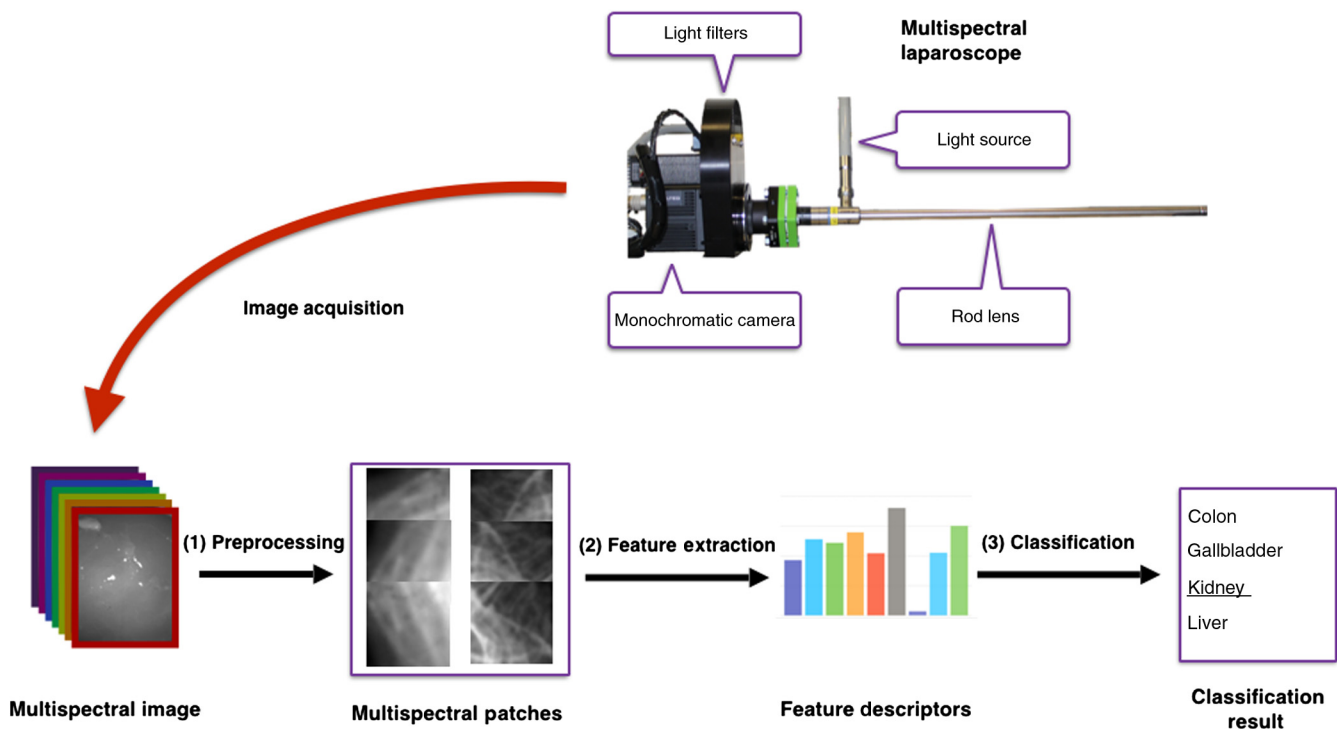 Light filters
Multispectral
laparoscope
Light source
Image acquisition
Monochromatic camera
Rod lens
(1) Preprocessing
(2) Feature extraction
(3) Classification
Colon
Gallbladder
Kidney
Liver
Multispectral image
Multispectral patches
Feature descriptors
Classification
result